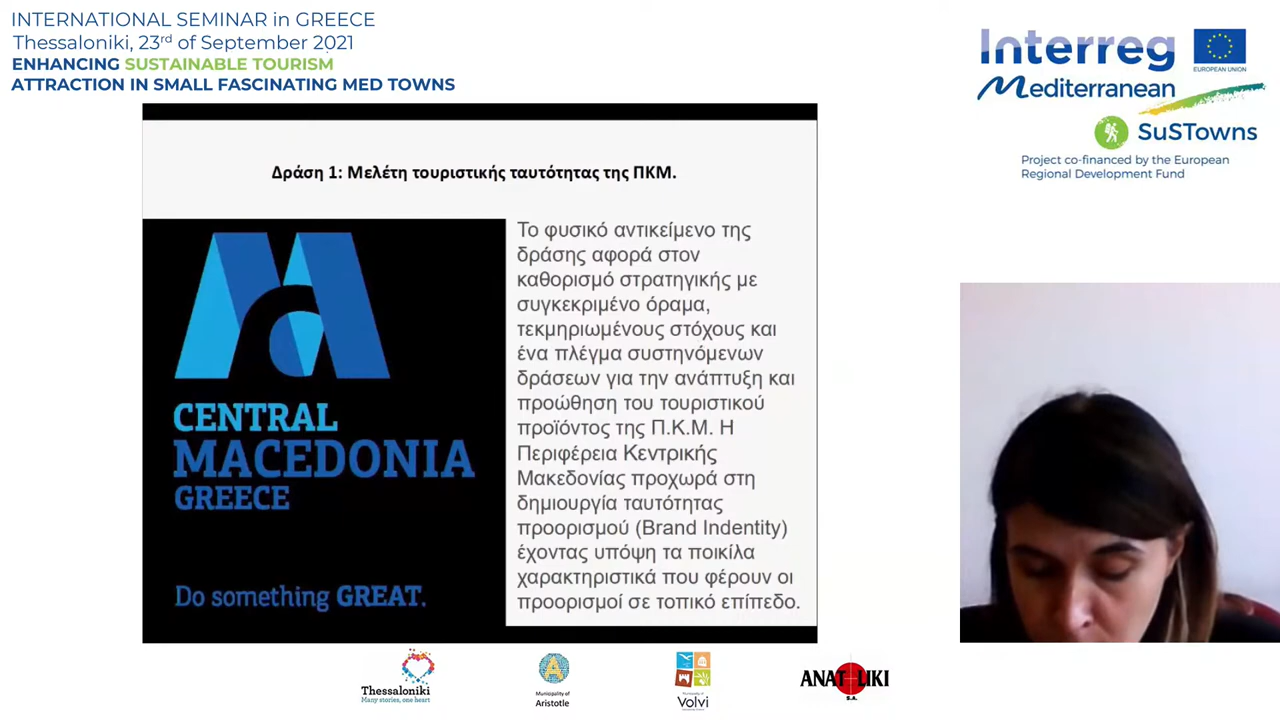 INTERNATIONAL SEMINAR in GREECE
Thessaloniki, 23rd of September 2021
ENHANCING SUSTAINABLE TOURISM
ATTRACTION IN SMALL FASCINATING MED TOWNS
Interreg
EUROPEAN UNION
Mediterranean
SuSTowns
Project co-financed by the European
Regional Development Fund
Δράση 1: Μελέτη τουριστικής ταυτότητας της ΠΚΜ.
CENTRAL
MACEDONIA
GREECE
Do something GREAT.
Το φυσικό αντικείμενο της
δράσης αφορά στον
καθορισμό στρατηγικής με
συγκεκριμένο όραμα,
τεκμηριωμένους στόχους και
ένα πλέγμα συστηνόμενων
δράσεων για την ανάπτυξη και
προώθηση του τουριστικού
προϊόντος της Π.Κ.Μ. Η
Περιφέρεια Κεντρικής
Μακεδονίας προχωρά στη
δημιουργία ταυτότητας
προορισμού (Brand Indentity)
έχοντας υπόψη τα ποικίλα
χαρακτηριστικά που φέρουν οι
προορισμοί σε τοπικό επίπεδο.
Thessaloniki
Many stories, one heart
Municipality of
Aristotle
Municipality of
Volvi
ANATOLIKI
S.A.